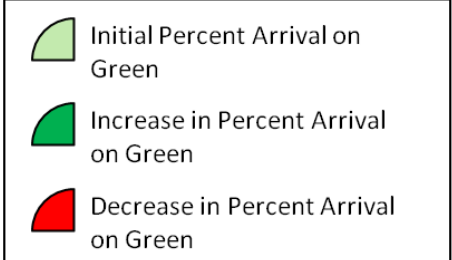 Initial Percent Arrival on
Green
Increase in Percent Arrival
on Green
Decrease in Percent Arrival
on Green